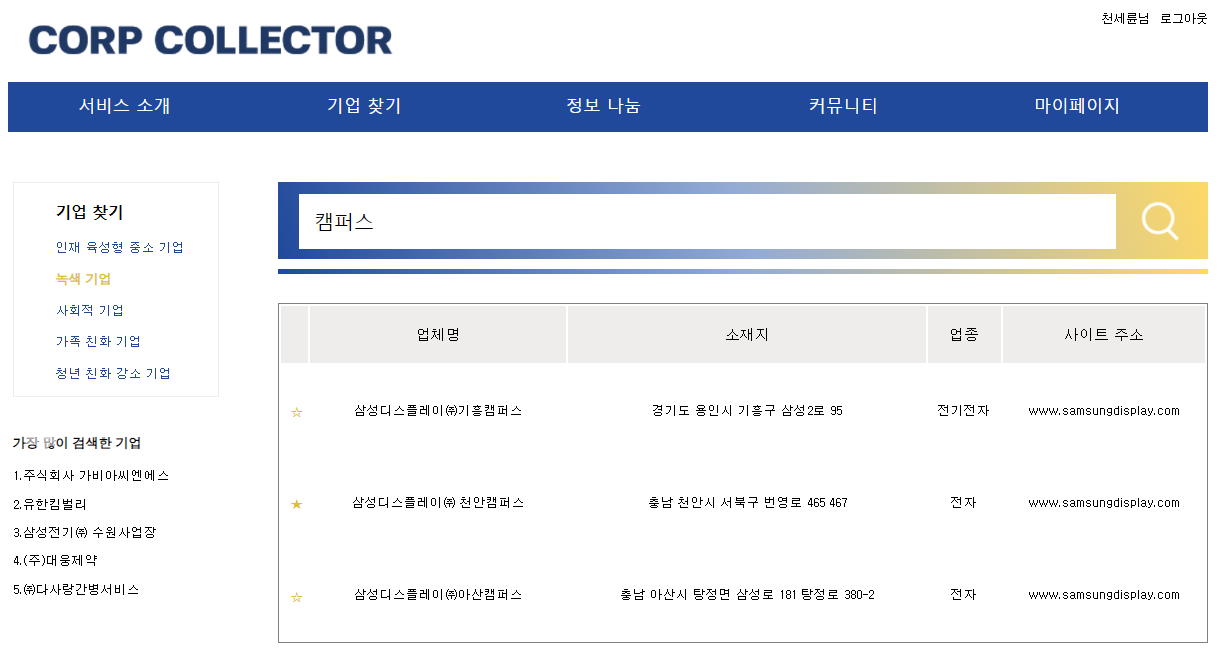 천세륜님 로그아웃
CORP COLLECTOR
서비스 소개 기업 찾기 정보 나눔 커뮤니티 마이페이지
기업 찾기
인재 육성형 중소 기업
녹색 기업
사회적 기업
가족 친화 기업
청년 친화 강소 기업
가장 많이 검색한 기업
1.주식회사 가비아씨엔에스
2.유한킴벌리
3.삼성전기㈜ 수원사업장
4.(주)대웅제약
5.㈜다사랑간병서비스
캠퍼스
업체명 소재지 업종 사이트 주소
☆ 삼성디스플레이㈜기흥캠퍼스 경기도 용인시 기흥구 삼성2로 95 전기전자 www.samsungdisplay.com
★ 삼성디스플레이㈜ 천안캠퍼스 충남 천안시 서북구 번영로 465 467 전자 www.samsungdisplay.com
☆ 삼성디스플레이㈜아산캠퍼스 충남 아산시 탕정면 삼성로 181 탕정로 380-2 전자 www.samsungdisplay.com